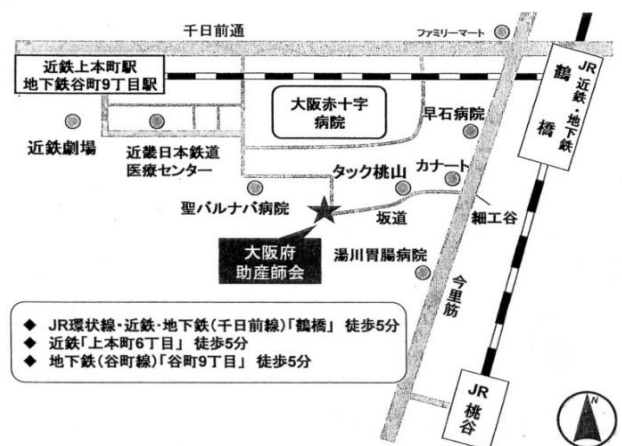 千日前通
ファミリーマート
近鉄上本町駅
地下鉄谷町9丁目駅
JR 近鉄・地下鉄
鶴橋
大阪赤十字
病院
早石病院
近鉄劇場
近畿日本鉄道
医療センター
タック桃山
カナート
聖バルナバ病院
坂道
細工谷
大阪府
助産師会
湯川胃腸病院
今里筋
◆ JR環状線・近鉄・地下鉄(千日前線)「鶴橋」 徒歩5分
◆ 近鉄「上本町6丁目」 徒歩5分
◆ 地下鉄(谷町線)「谷町9丁目」 徒歩5分
JR
桃谷
N